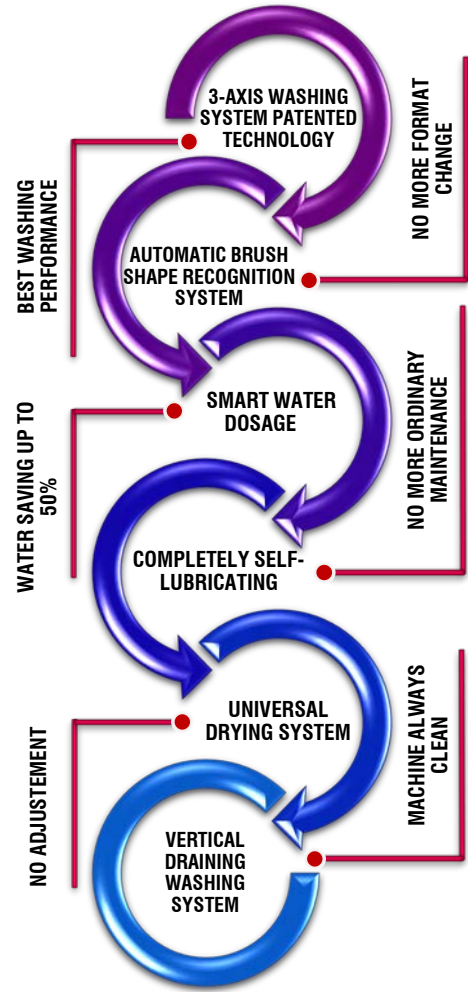 3-AXIS WASHING
SYSTEM PATENTED
TECHNOLOGY
BEST WASHING
PERFORMANCE
AUTOMATIC BRUSH
SHAPE RECOGNITION
SYSTEM
NO MORE FORMAT
CHANGE
SMART WATER
DOSAGE
WATER SAVING UP TO
50%
COMPLETELY SELF-
LUBRICATING
NO MORE ORDINARY
MAINTENANCE
UNIVERSAL
DRYING SYSTEM
NO ADJUSTEMENT
VERTICAL
DRAINING
WASHING
SYSTEM
MACHINE ALWAYS
CLEAN